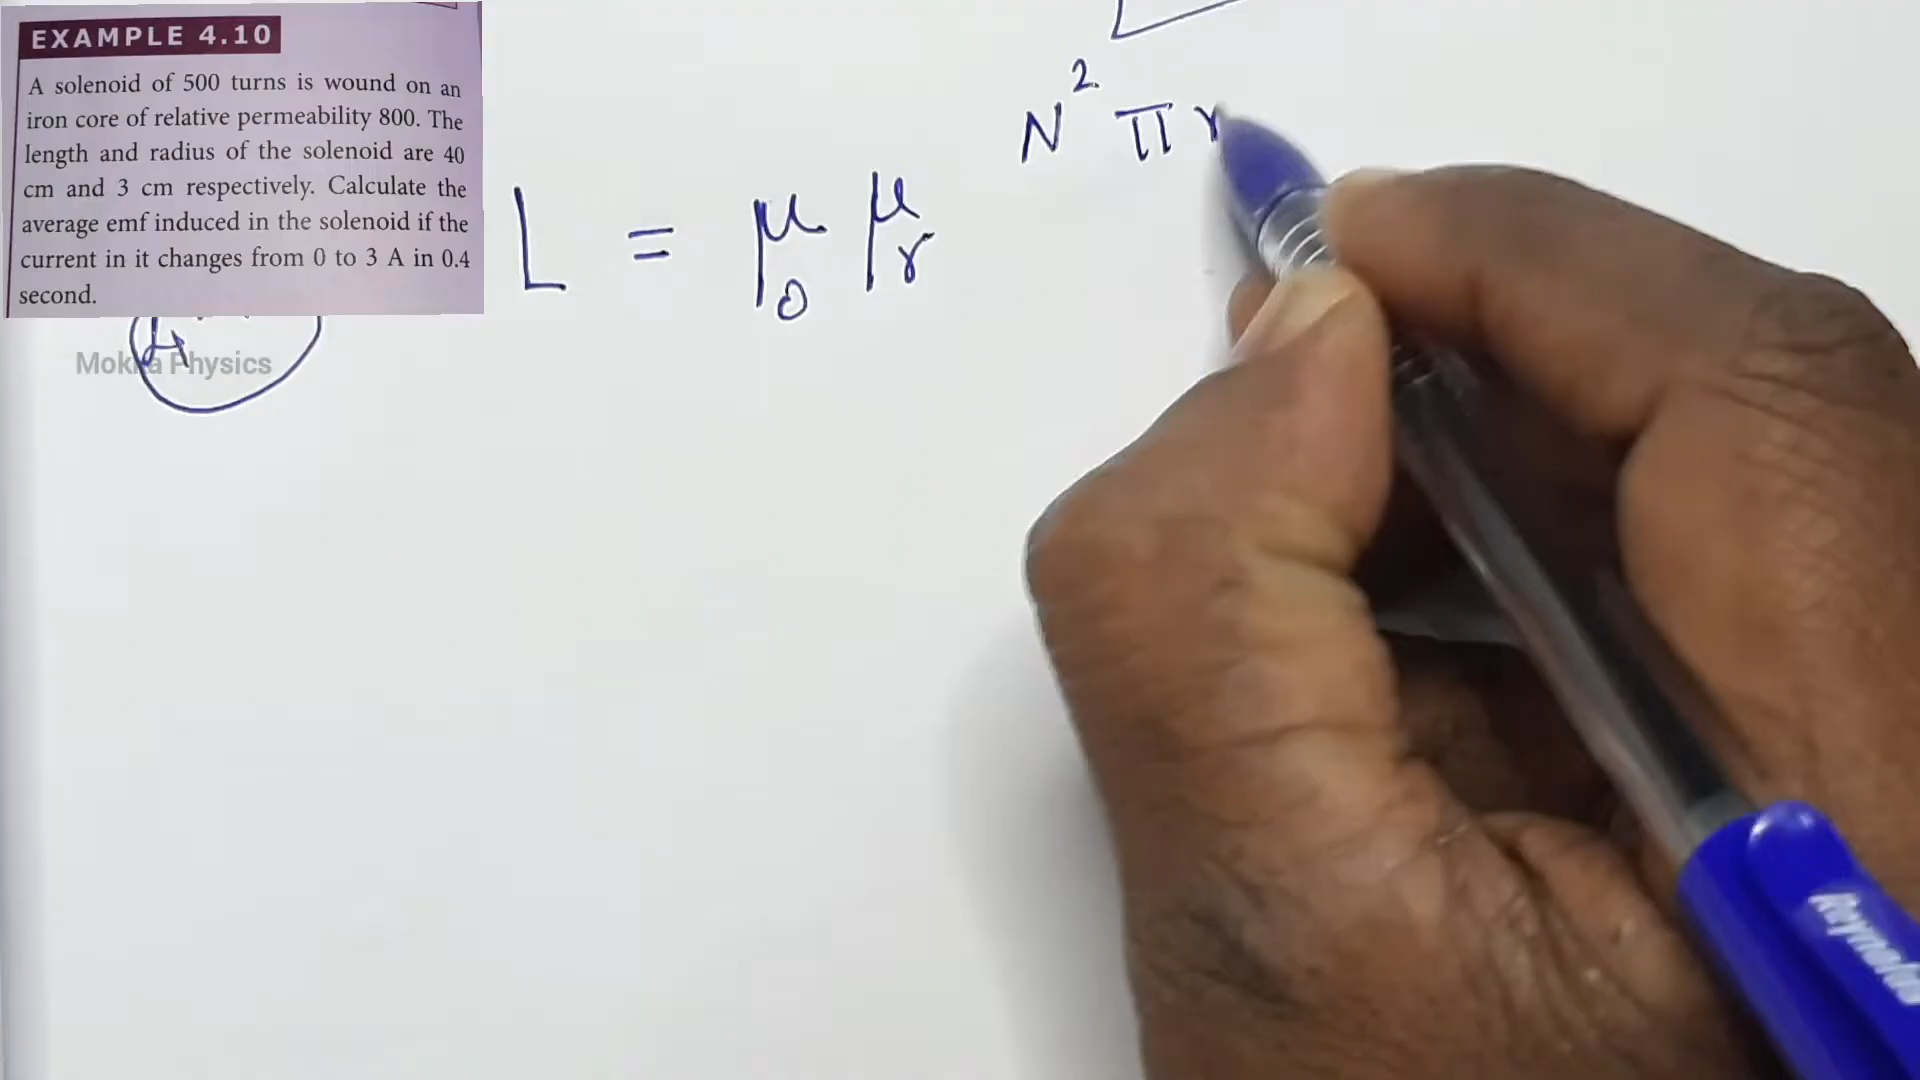 EXAMPLE 4.10
A solenoid of 500 turns is wound on an
iron core of relative permeability 800. The
length and radius of the solenoid are 40
cm and 3 cm respectively. Calculate the
average emf induced in the solenoid if the
current in it changes from 0 to 3 A in 0.4
second.
N² π r
L = μ₀ μᵣ
Mokka Physics
Reynolds